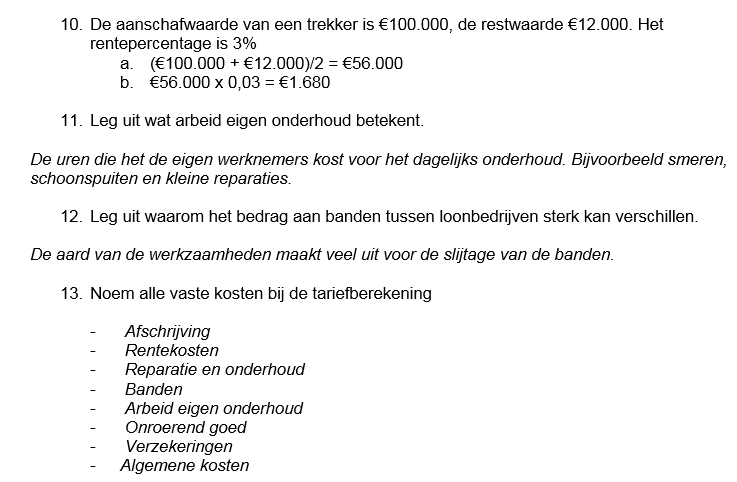 10. De aanschafwaarde van een trekker is €100.000, de restwaarde €12.000. Het
rentepercentage is 3%
a. (€100.000 + €12.000)/2 = €56.000
b. €56.000 x 0,03 = €1.680
11. Leg uit wat arbeid eigen onderhoud betekent.
De uren die het de eigen werknemers kost voor het dagelijks onderhoud. Bijvoorbeeld smeren,
schoonspuiten en kleine reparaties.
12. Leg uit waarom het bedrag aan banden tussen loonbedrijven sterk kan verschillen.
De aard van de werkzaamheden maakt veel uit voor de slijtage van de banden.
13. Noem alle vaste kosten bij de tariefberekening
- Afschrijving
- Rentekosten
- Reparatie en onderhoud
- Banden
- Arbeid eigen onderhoud
- Onroerend goed
- Verzekeringen
- Algemene kosten